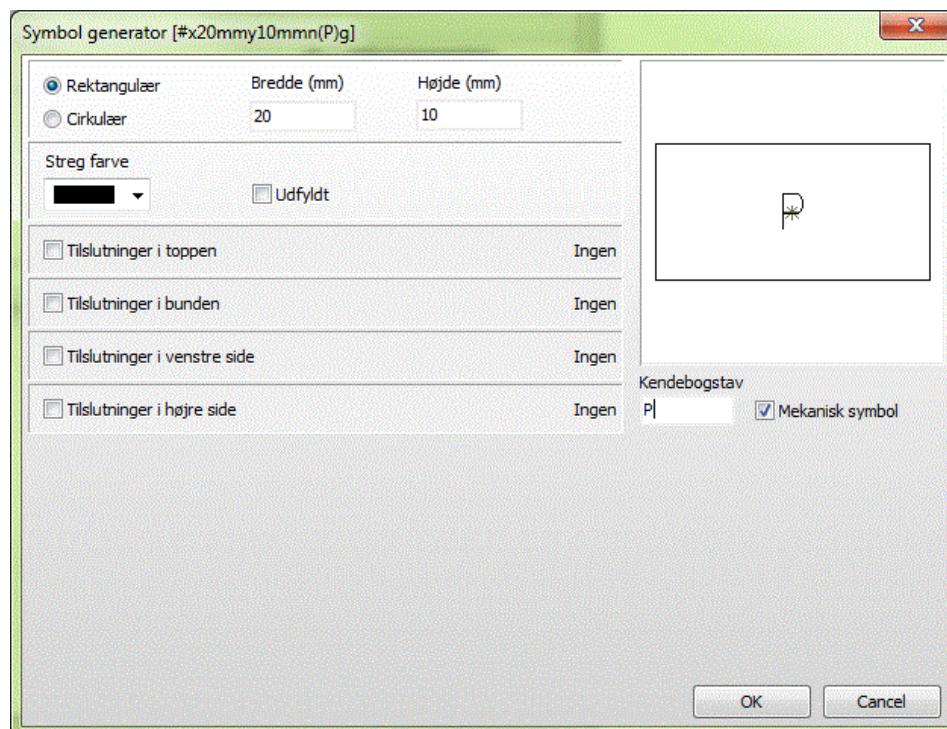 Symbol generator [#x20mmy10mmn(P)g]
Rektangulær Bredde (mm) Højde (mm)
Cirkulær 20 10
Streg farve
Udfyldt
P
Tilslutninger i toppen Ingen
Tilslutninger i bunden Ingen
Tilslutninger i venstre side Ingen
Tilslutninger i højre side Ingen
Kendebogstav
P Mekanisk symbol
OK Cancel